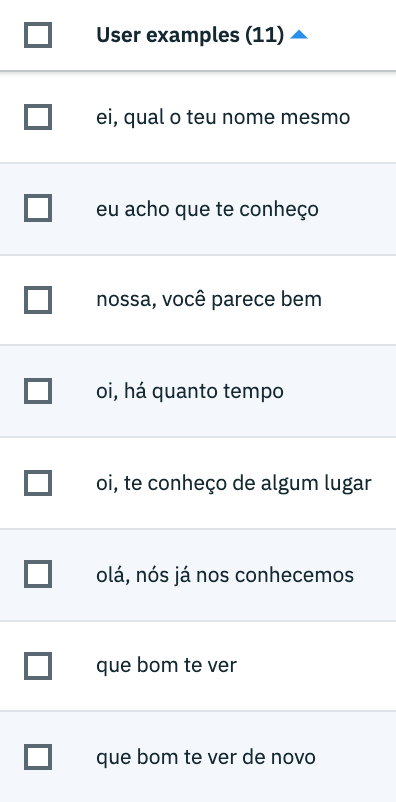 User examples (11)
ei, qual o teu nome mesmo
eu acho que te conheço
nossa, você parece bem
oi, há quanto tempo
oi, te conheço de algum lugar
olá, nós já nos conhecemos
que bom te ver
que bom te ver de novo